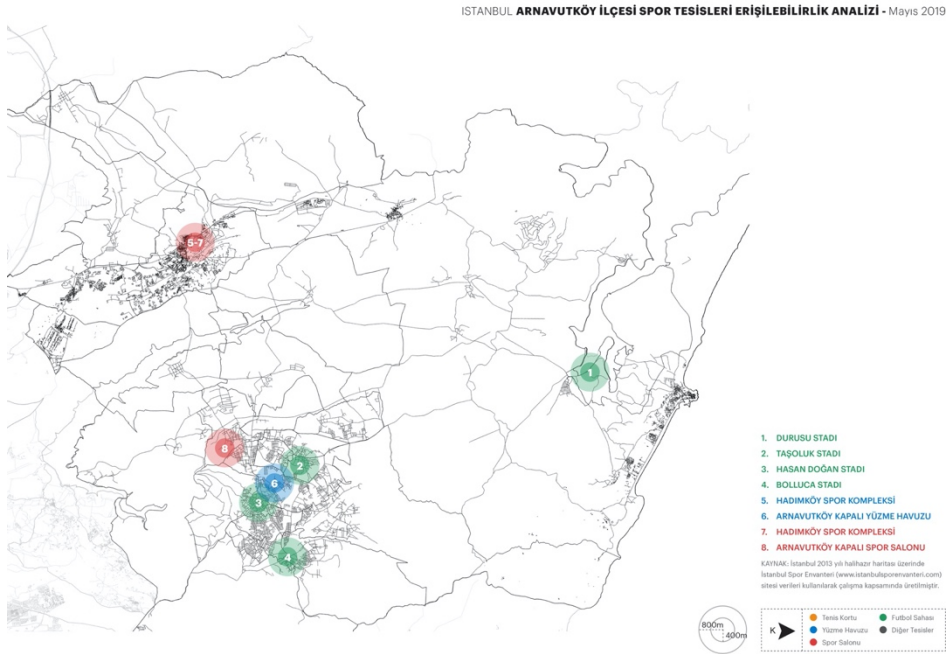 ISTANBUL ARNAVUTKÖY İLÇESİ SPOR TESİSLERİ ERİŞİLEBİLİRLİK ANALİZİ - Mayıs 2019
5-7
1
8
2
6
3
4
1. DURUSU STADI
2. TAŞOLUK STADI
3. HASAN DOĞAN STADI
4. BOLLUCA STADI
5. HADIMKÖY SPOR KOMPLEKSİ
6. ARNAVUTKÖY KAPALI YÜZME HAVUZU
7. HADIMKÖY SPOR KOMPLEKSİ
8. ARNAVUTKÖY KAPALI SPOR SALONU
KAYNAK: İstanbul 2013 yılı halihazır haritası üzerinde
İstanbul Spor Envanteri (www.istanbulsporenvanteri.com)
sitesi verileri kullanılarak çalışma kapsamında üretilmiştir.
800m
400m
K
Tenis Kortu
Futbol Sahası
Yüzme Havuzu
Diğer Tesisler
Spor Salonu